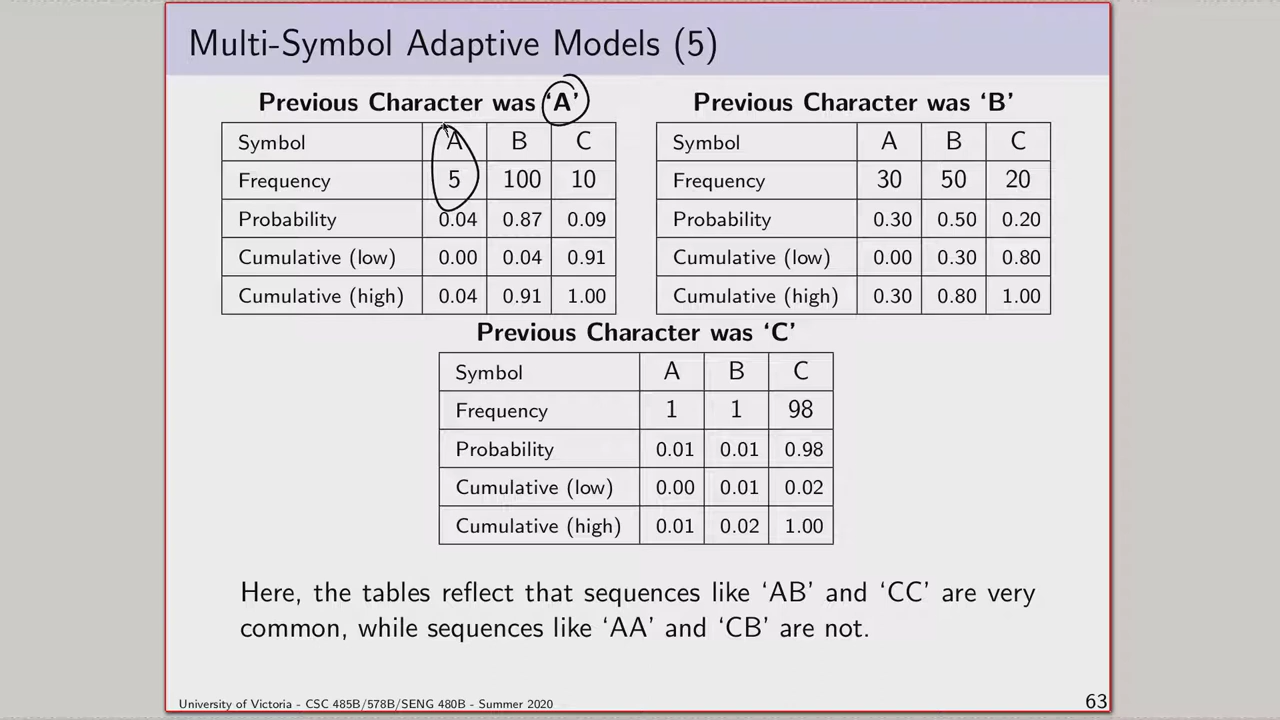 Multi-Symbol Adaptive Models (5)
Previous Character was ‘A’
Symbol A B C
Frequency 5 100 10
Probability 0.04 0.87 0.09
Cumulative (low) 0.00 0.04 0.91
Cumulative (high) 0.04 0.91 1.00
Previous Character was ‘B’
Symbol A B C
Frequency 30 50 20
Probability 0.30 0.50 0.20
Cumulative (low) 0.00 0.30 0.80
Cumulative (high) 0.30 0.80 1.00
Previous Character was ‘C’
Symbol A B C
Frequency 1 1 98
Probability 0.01 0.01 0.98
Cumulative (low) 0.00 0.01 0.02
Cumulative (high) 0.01 0.02 1.00
Here, the tables reflect that sequences like ‘AB’ and ‘CC’ are very
common, while sequences like ‘AA’ and ‘CB’ are not.
University of Victoria - CSC 485B/578B/SENG 480B - Summer 2020
63